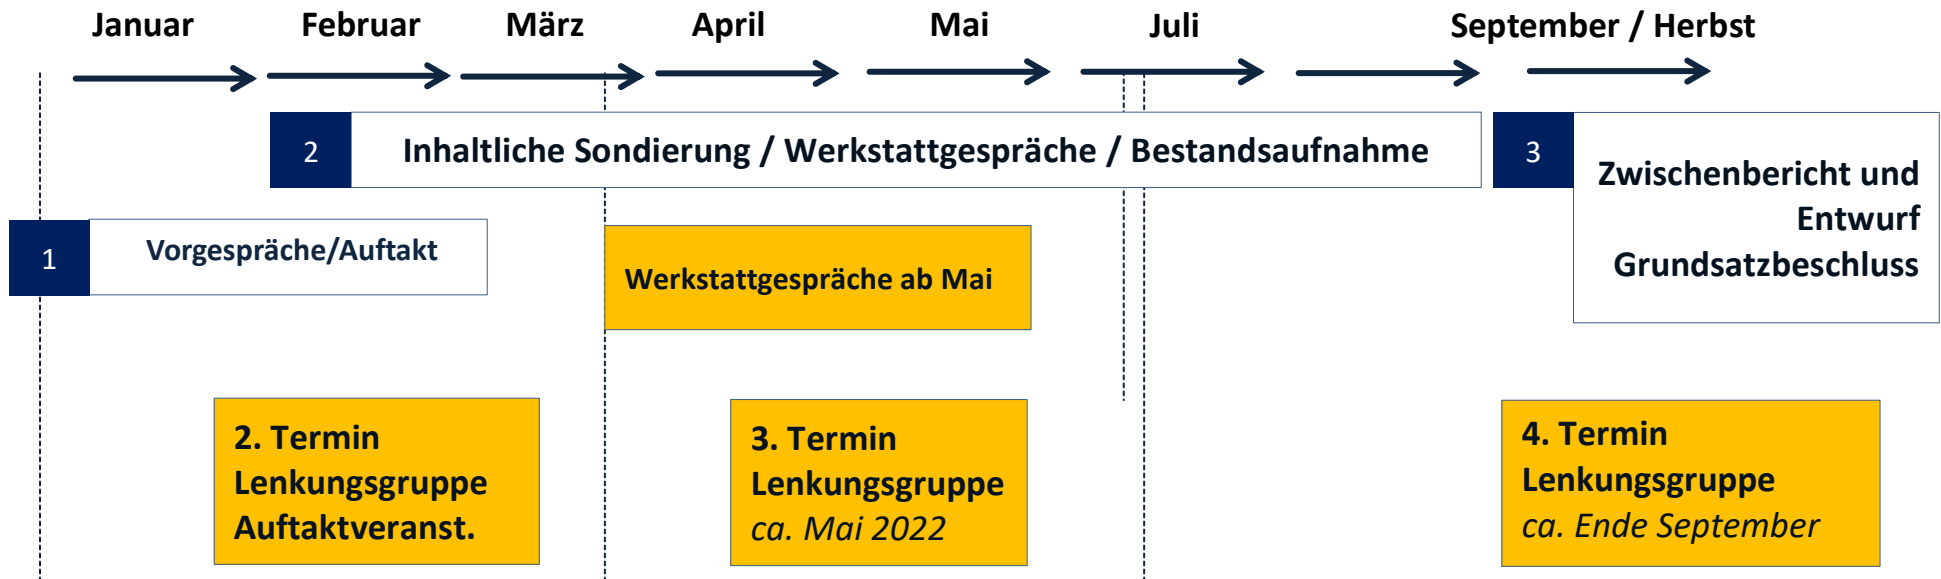 Januar Februar März April Mai Juli September / Herbst
2 Inhaltliche Sondierung / Werkstattgespräche / Bestandsaufnahme
3 Zwischenbericht und
Entwurf
Grundsatzbeschluss
1 Vorgespräche/Auftakt
Werkstattgespräche ab Mai
2. Termin
Lenkungsgruppe
Auftaktveranst.
3. Termin
Lenkungsgruppe
ca. Mai 2022
4. Termin
Lenkungsgruppe
ca. Ende September